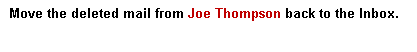 Move the deleted mail from Joe Thompson back to the Inbox.